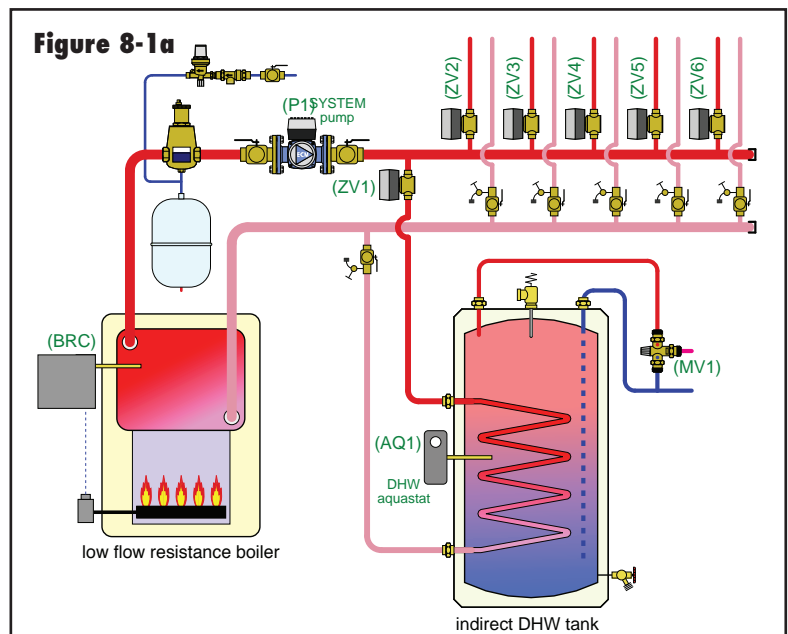 Figure 8-1a
(P1)
SYSTEM
pump
ECM
(ZV2)
(ZV3)
(ZV4)
(ZV5)
(ZV6)
(ZV1)
(BRC)
(MV1)
(AQ1)
DHW
aquastat
low flow resistance boiler
indirect DHW tank